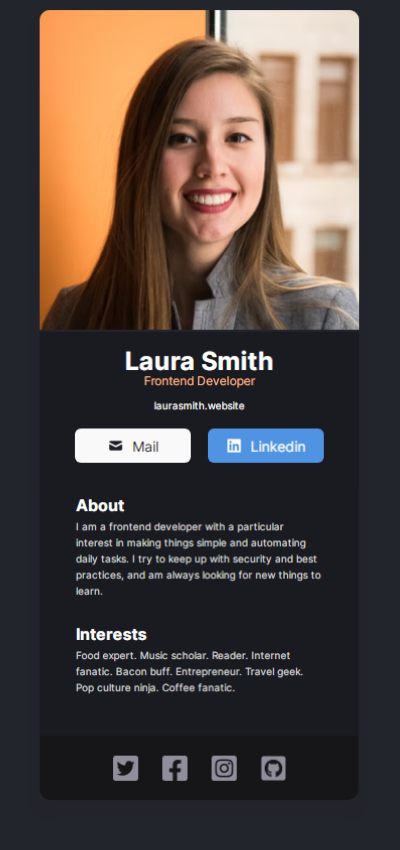 Laura Smith
Frontend Developer
laurasmith.website
Mail
Linkedin
About
I am a frontend developer with a particular
interest in making things simple and automating
daily tasks. I try to keep up with security and best
practices, and am always looking for new things to
learn.
Interests
Food expert. Music scholar. Reader. Internet
fanatic. Bacon buff. Entrepreneur. Travel geek.
Pop culture ninja. Coffee fanatic.